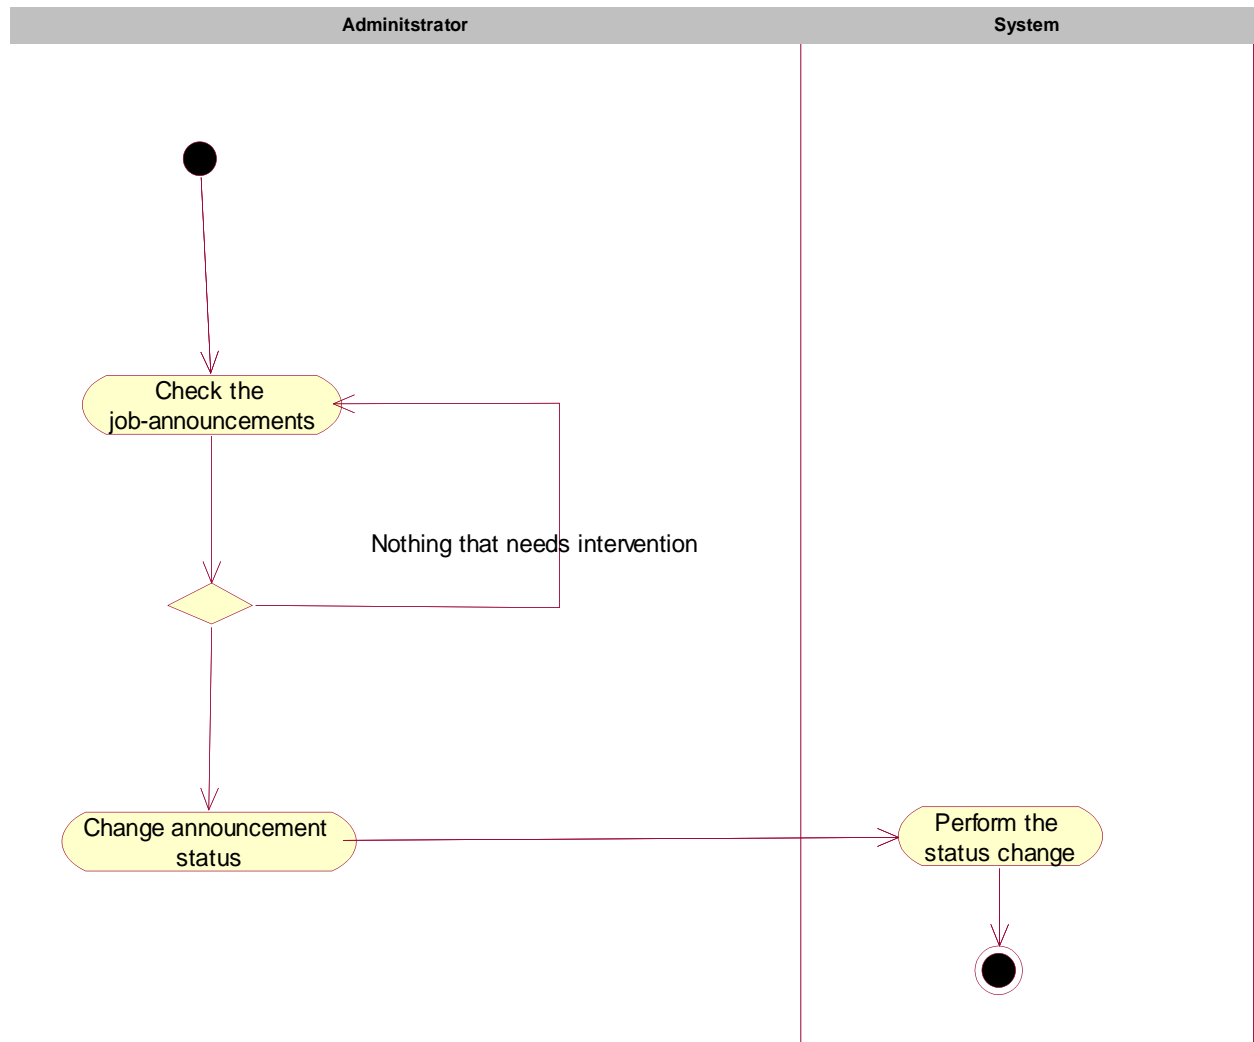 Adminitstrator
System
Check the
job-announcements
Nothing that needs intervention
Change announcement
status
Perform the
status change